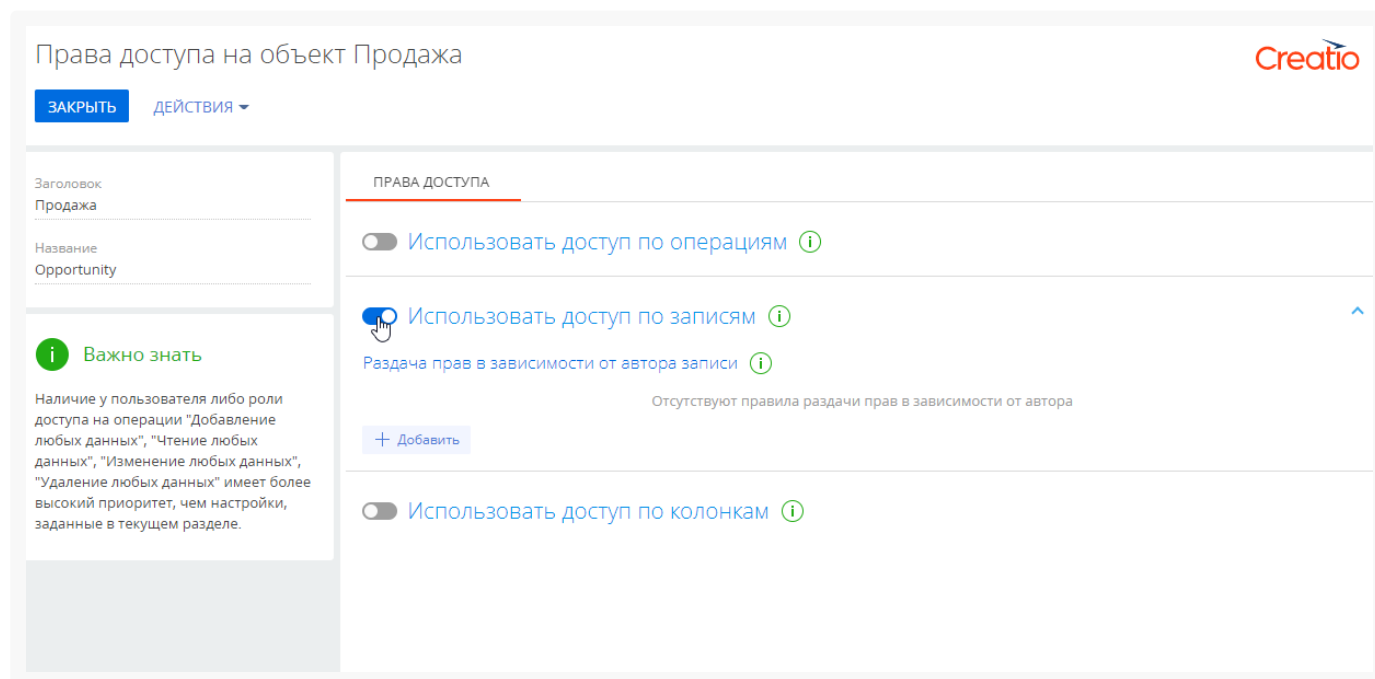 Права доступа на объект Продажа
Creatio
ЗАКРЫТЬ
ДЕЙСТВИЯ
Заголовок
Продажа
Название
Opportunity
Важно знать
Наличие у пользователя либо роли
доступа на операции "Добавление
любых данных", "Чтение любых
данных", "Изменение любых данных",
"Удаление любых данных" имеет более
высокий приоритет, чем настройки,
заданные в текущем разделе.
ПРАВА ДОСТУПА
Использовать доступ по операциям
Использовать доступ по записям
Раздача прав в зависимости от автора записи
Отсутствуют правила раздачи прав в зависимости от автора
+ Добавить
Использовать доступ по колонкам